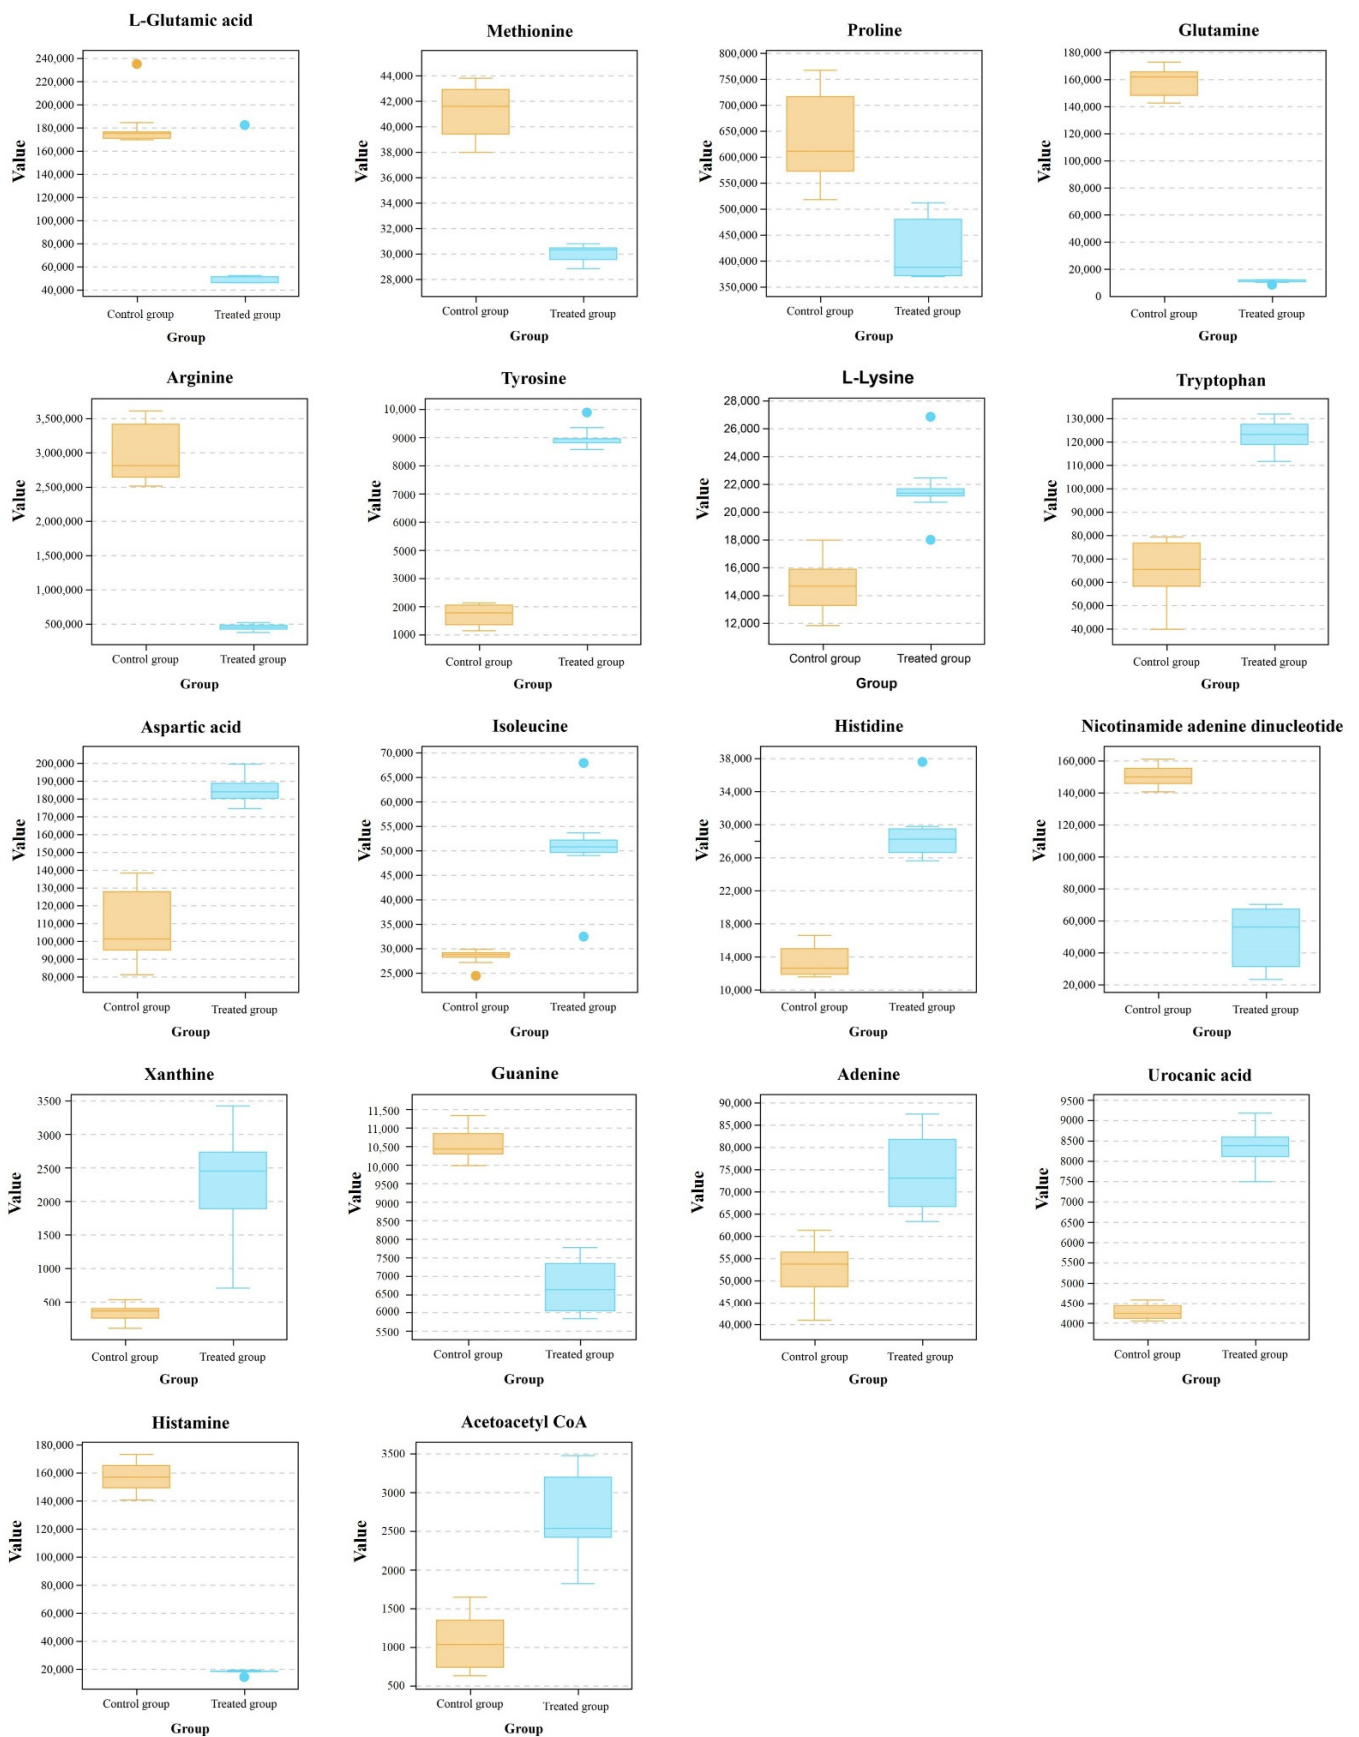 L-Glutamic acid
Value
240,000
220,000
200,000
180,000
160,000
140,000
120,000
100,000
80,000
60,000
40,000
Control group Treated group
Group
Methionine
Value
44,000
42,000
40,000
38,000
36,000
34,000
32,000
30,000
28,000
Control group Treated group
Group
Proline
Value
800,000
750,000
700,000
650,000
600,000
550,000
500,000
450,000
400,000
350,000
Control group Treated group
Group
Glutamine
Value
180,000
160,000
140,000
120,000
100,000
80,000
60,000
40,000
20,000
0
Control group Treated group
Group
Arginine
Value
3,500,000
3,000,000
2,500,000
2,000,000
1,500,000
1,000,000
500,000
Control group Treated group
Group
Tyrosine
Value
10,000
9000
8000
7000
6000
5000
4000
3000
2000
1000
Control group Treated group
Group
L-Lysine
Value
28,000
26,000
24,000
22,000
20,000
18,000
16,000
14,000
12,000
Control group Treated group
Group
Tryptophan
Value
130,000
120,000
110,000
100,000
90,000
80,000
70,000
60,000
50,000
40,000
Control group Treated group
Group
Aspartic acid
Value
200,000
190,000
180,000
170,000
160,000
150,000
140,000
130,000
120,000
110,000
100,000
90,000
80,000
Control group Treated group
Group
Isoleucine
Value
70,000
65,000
60,000
55,000
50,000
45,000
40,000
35,000
30,000
25,000
Control group Treated group
Group
Histidine
Value
38,000
34,000
30,000
26,000
22,000
18,000
14,000
10,000
Control group Treated group
Group
Nicotinamide adenine dinucleotide
Value
160,000
140,000
120,000
100,000
80,000
60,000
40,000
20,000
Control group Treated group
Group
Xanthine
Value
3500
3000
2500
2000
1500
1000
500
Control group Treated group
Group
Guanine
Value
11,500
11,000
10,500
10,000
9500
9000
8500
8000
7500
7000
6500
6000
5500
Control group Treated group
Group
Adenine
Value
90,000
85,000
80,000
75,000
70,000
65,000
60,000
55,000
50,000
45,000
40,000
Control group Treated group
Group
Urocanic acid
Value
9500
9000
8500
8000
7500
7000
6500
6000
5500
5000
4500
4000
Control group Treated group
Group
Histamine
Value
180,000
160,000
140,000
120,000
100,000
80,000
60,000
40,000
20,000
Control group Treated group
Group
Acetoacetyl CoA
Value
3500
3000
2500
2000
1500
1000
500
Control group Treated group
Group